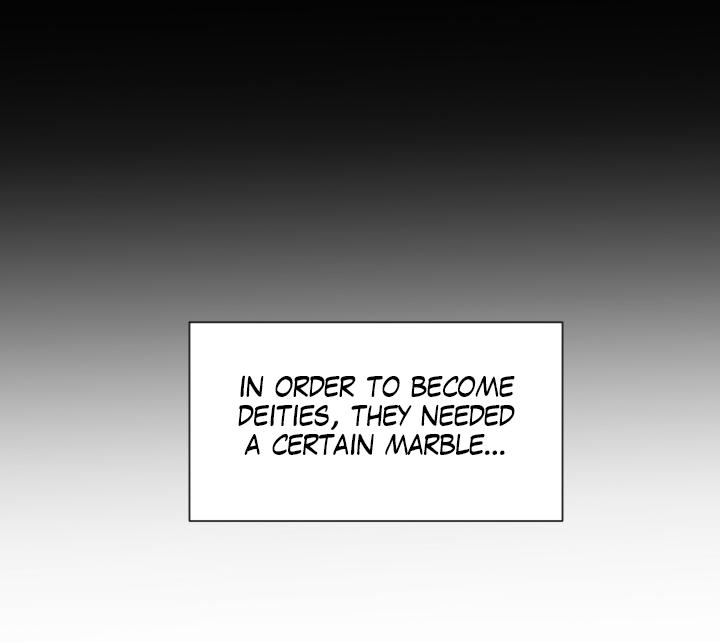 IN ORDER TO BECOME
DEITIES, THEY NEEDED
A CERTAIN MARBLE...